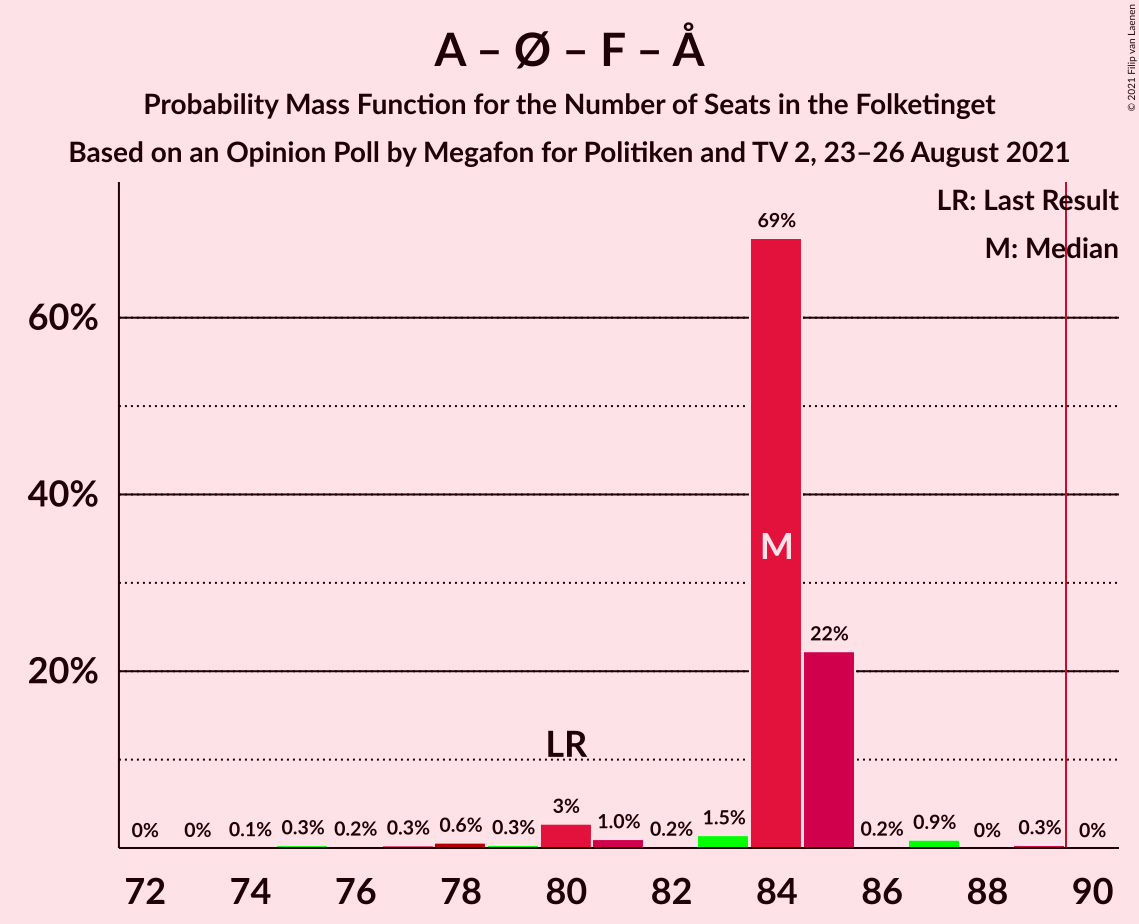 A – Ø – F – Å
Probability Mass Function for the Number of Seats in the Folketinget
Based on an Opinion Poll by Megafon for Politiken and TV 2, 23–26 August 2021
© 2021 Filip van Laenen
LR: Last Result
M: Median
69%
60%
40%
M
22%
20%
LR
0% 0% 0.1% 0.3% 0.2% 0.3% 0.6% 0.3% 3% 1.0% 0.2% 1.5% 0.2% 0.9% 0% 0.3% 0%
72 74 76 78 80 82 84 86 88 90